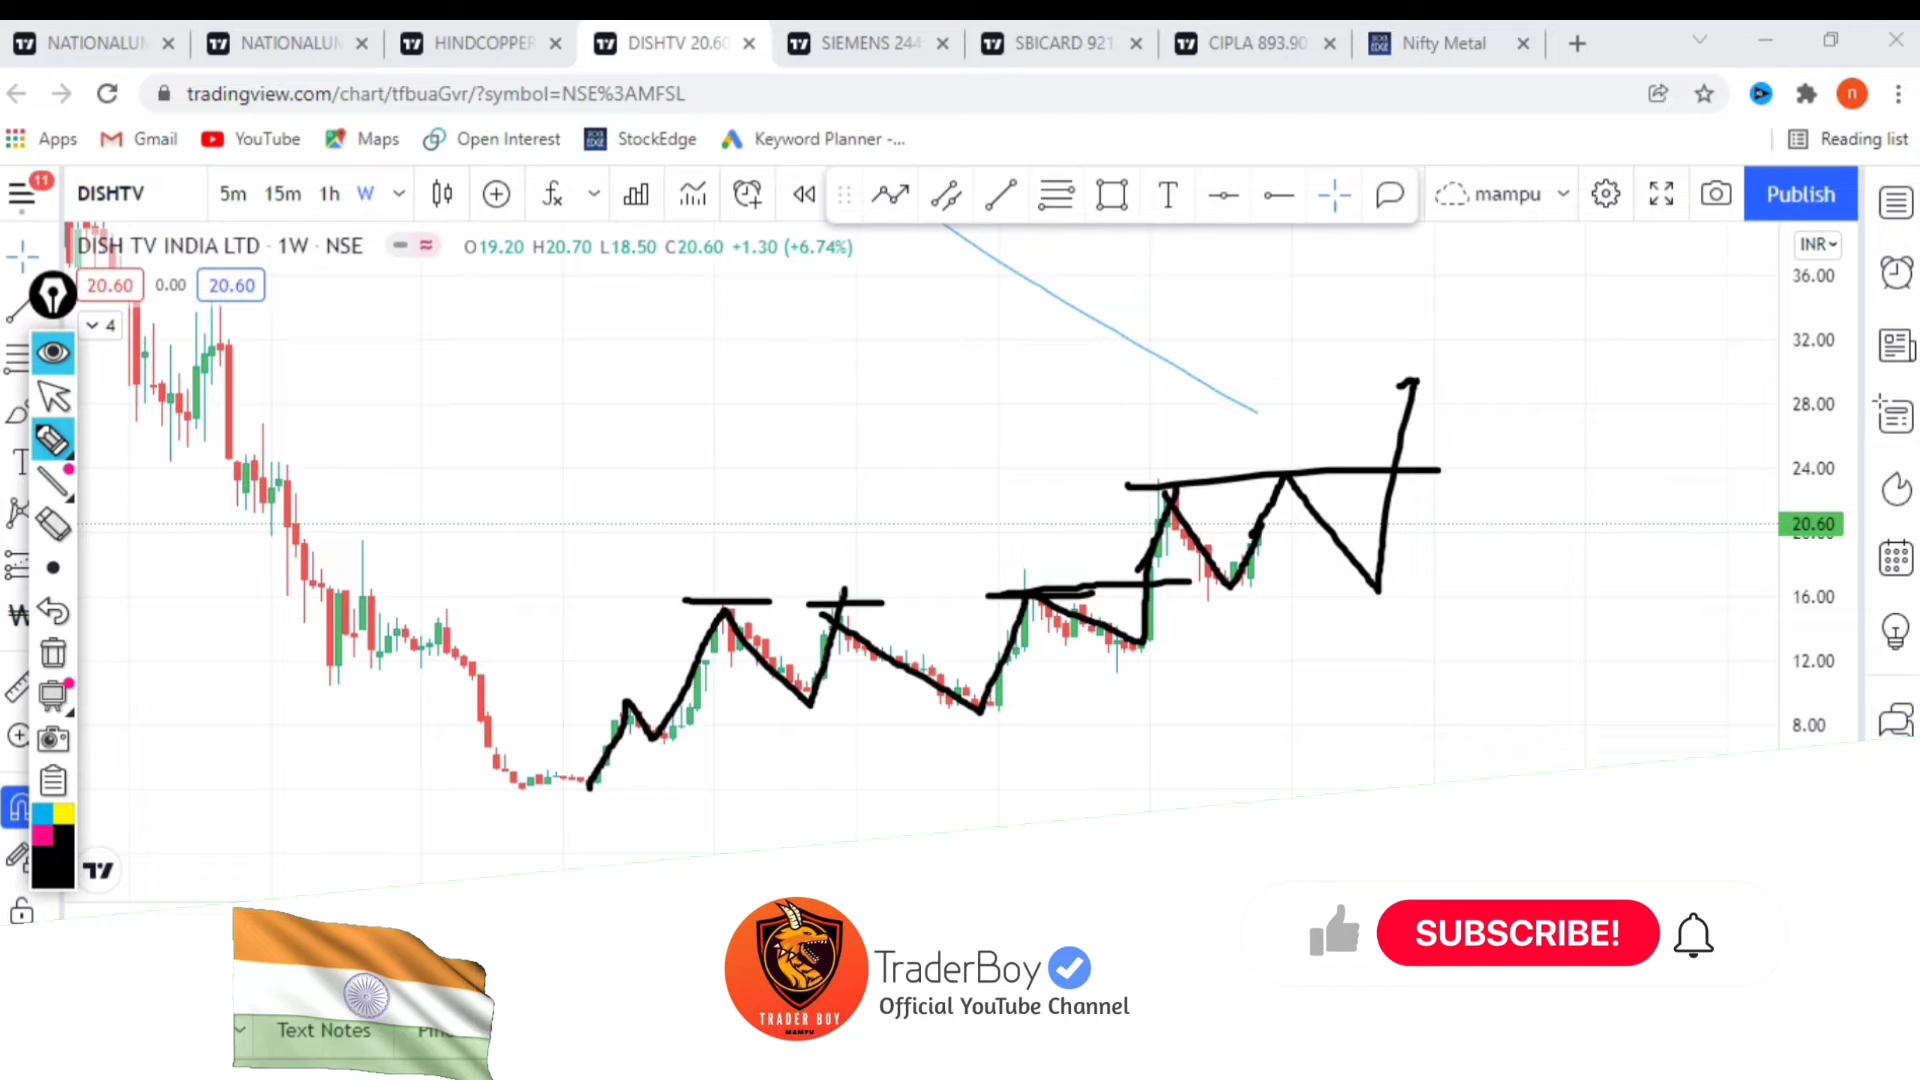 NATIONALUM
NATIONALUM
HINDCOPPER
DISHTV 20.60
SIEMENS 244
SBICARD 921
CIPLA 893.90
Nifty Metal
tradingview.com/chart/tfbuaGvr/?symbol=NSE%3AMFSL
n
Apps Gmail YouTube Maps Open Interest StockEdge Keyword Planner -... Reading list
11
DISHTV 5m 15m 1h W mampu Publish
DISH TV INDIA LTD · 1W · NSE O19.20 H20.70 L18.50 C20.60 +1.30 (+6.74%) INR
20.60 0.00 20.60
4
36.00
32.00
28.00
24.00
20.60
16.00
12.00
8.00
SUBSCRIBE!
TraderBoy
Official YouTube Channel
TRADER BOY
MAMPU
Text Notes